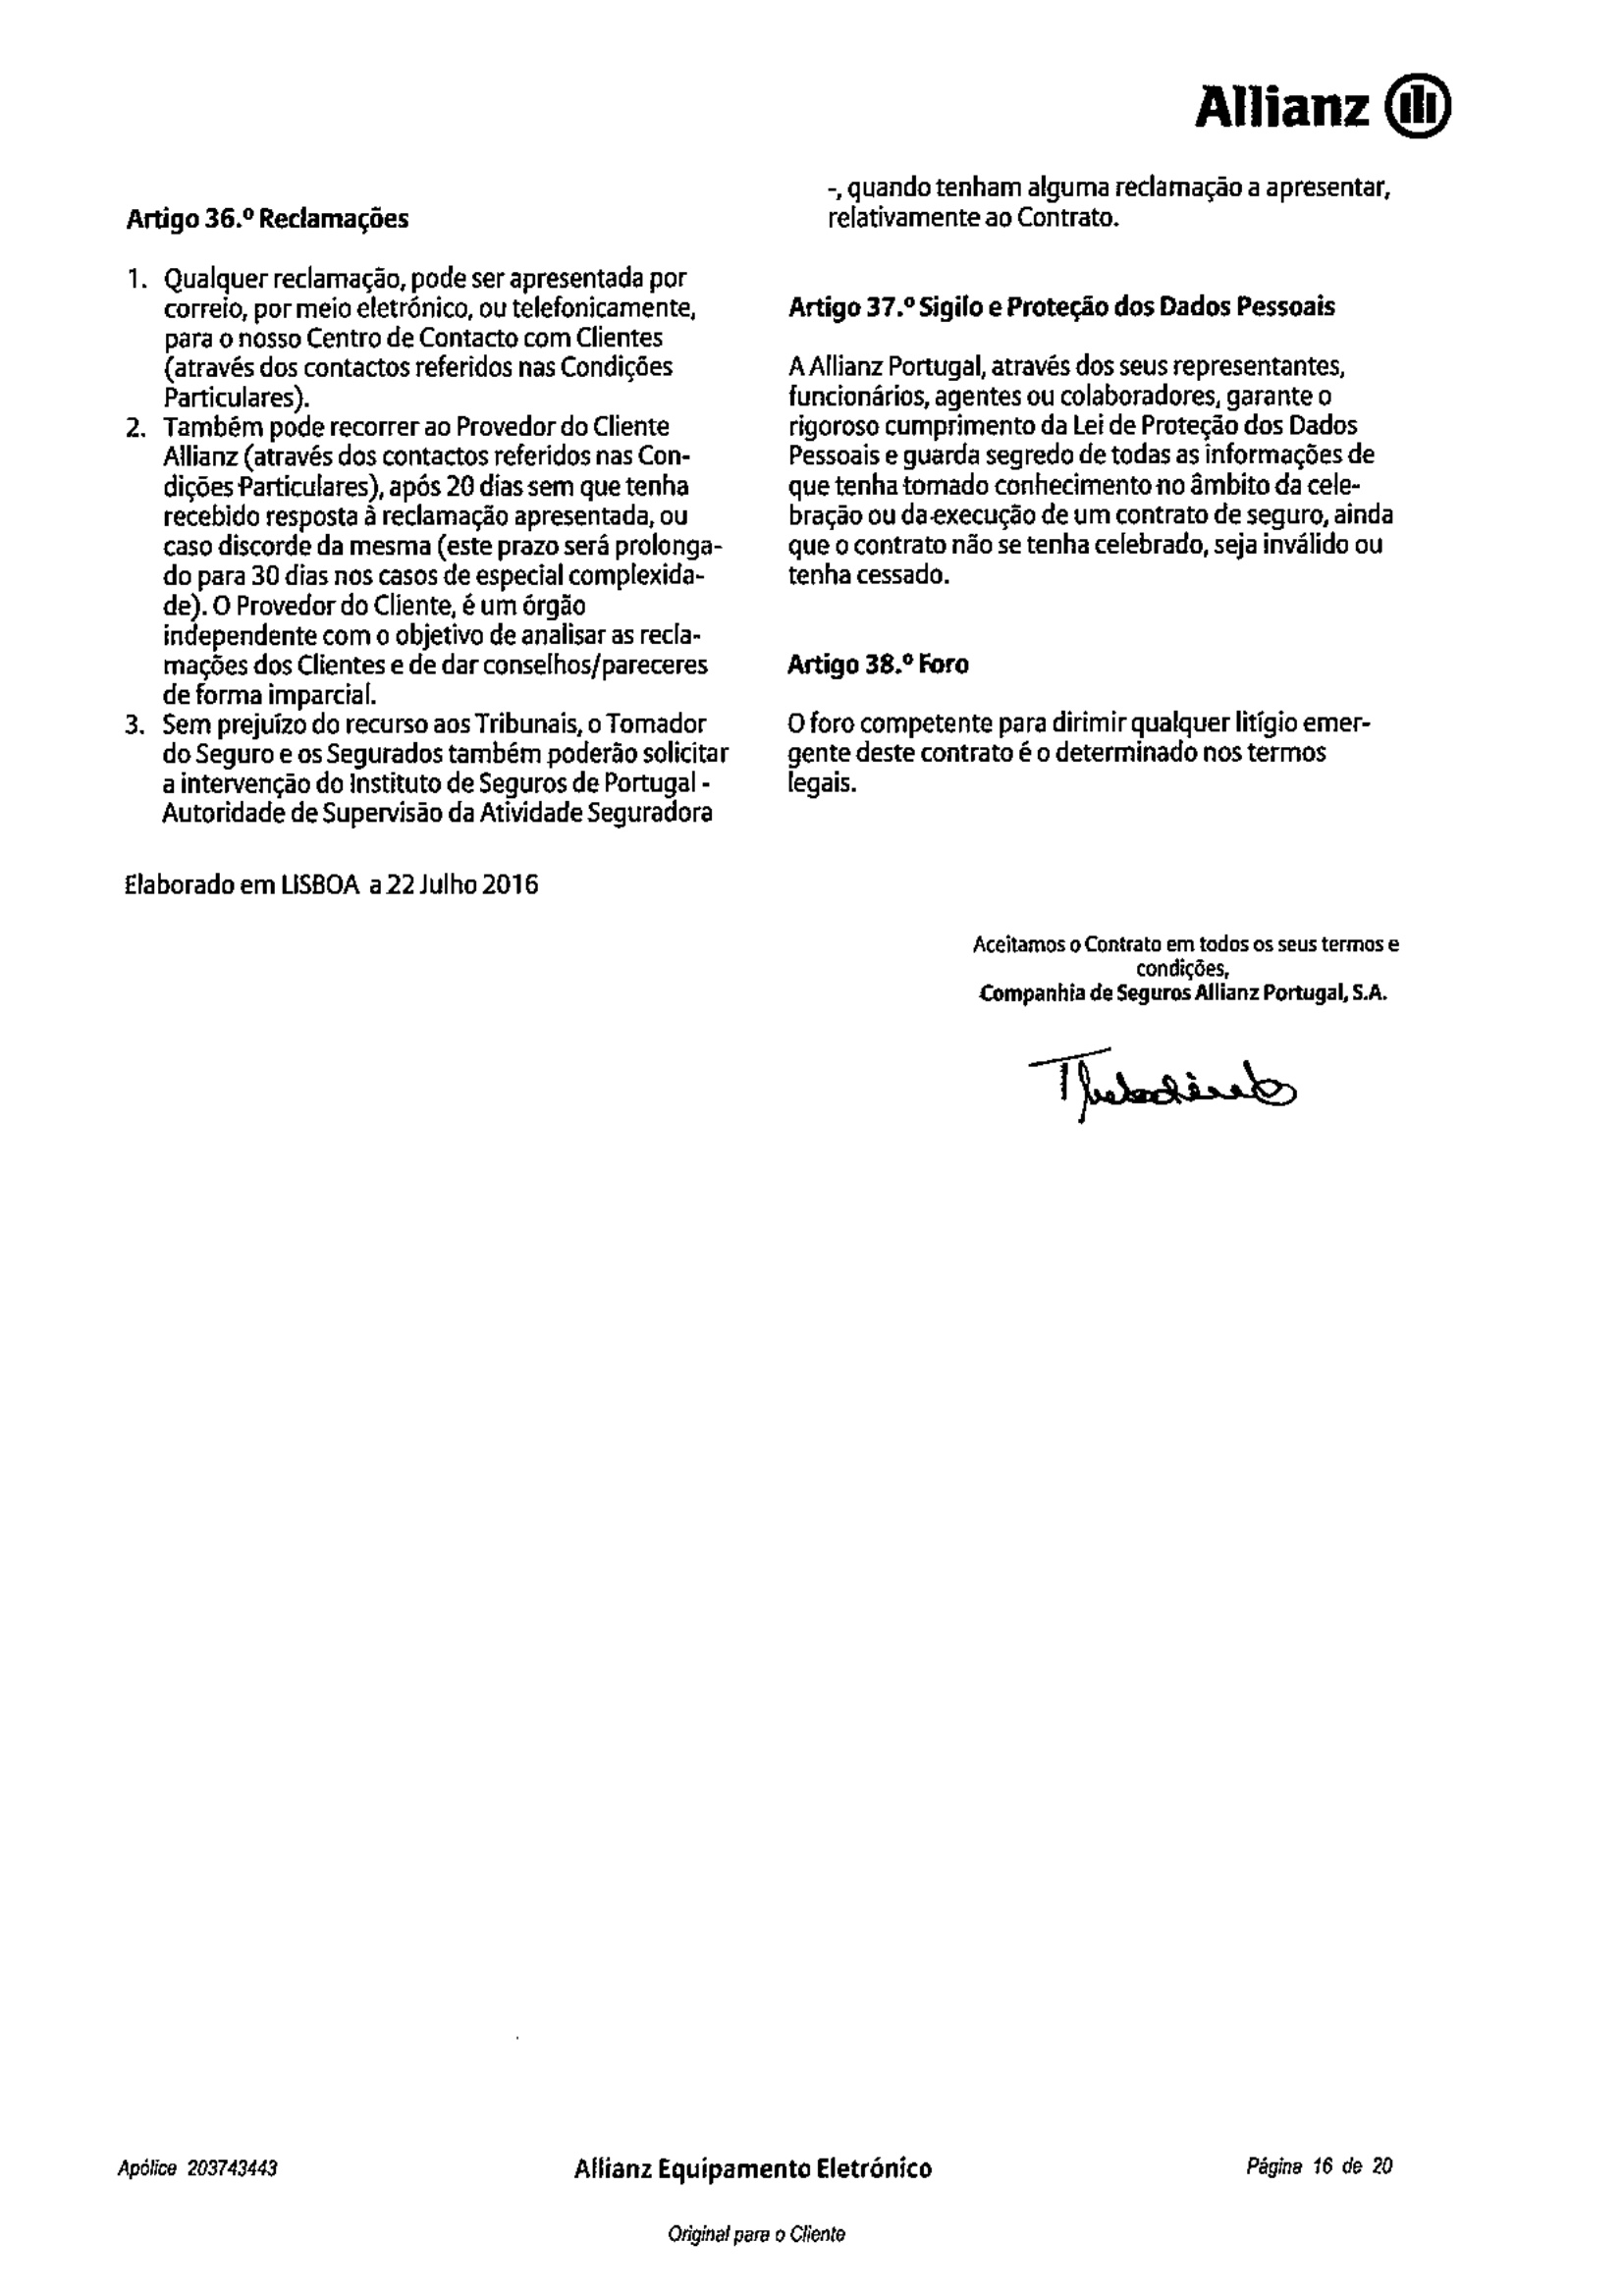 Allianz
Artigo 36.º Reclamações
1. Qualquer reclamação, pode ser apresentada por
correio, por meio eletrónico, ou telefonicamente,
para o nosso Centro de Contacto com Clientes
(através dos contactos referidos nas Condições
Particulares).
2. Também pode recorrer ao Provedor do Cliente
Allianz (através dos contactos referidos nas Con-
dições Particulares), após 20 dias sem que tenha
recebido resposta à reclamação apresentada, ou
caso discorde da mesma (este prazo será prolonga-
do para 30 dias nos casos de especial complexida-
de). O Provedor do Cliente, é um órgão
independente com o objetivo de analisar as recla-
mações dos Clientes e de dar conselhos/pareceres
de forma imparcial.
3. Sem prejuízo do recurso aos Tribunais, o Tomador
do Seguro e os Segurados também poderão solicitar
a intervenção do Instituto de Seguros de Portugal -
Autoridade de Supervisão da Atividade Seguradora
-, quando tenham alguma reclamação a apresentar,
relativamente ao Contrato.
Artigo 37.º Sigilo e Proteção dos Dados Pessoais
A Allianz Portugal, através dos seus representantes,
funcionários, agentes ou colaboradores, garante o
rigoroso cumprimento da Lei de Proteção dos Dados
Pessoais e guarda segredo de todas as informações de
que tenha tomado conhecimento no âmbito da cele-
bração ou da execução de um contrato de seguro, ainda
que o contrato não se tenha celebrado, seja inválido ou
tenha cessado.
Artigo 38.º Foro
O foro competente para dirimir qualquer litígio emer-
gente deste contrato é o determinado nos termos
legais.
Elaborado em LISBOA a 22 Julho 2016
Aceitamos o Contrato em todos os seus termos e
condições,
Companhia de Seguros Allianz Portugal, S.A.
Apólice 203743443
Allianz Equipamento Eletrónico
Página 16 de 20
Original para o Cliente